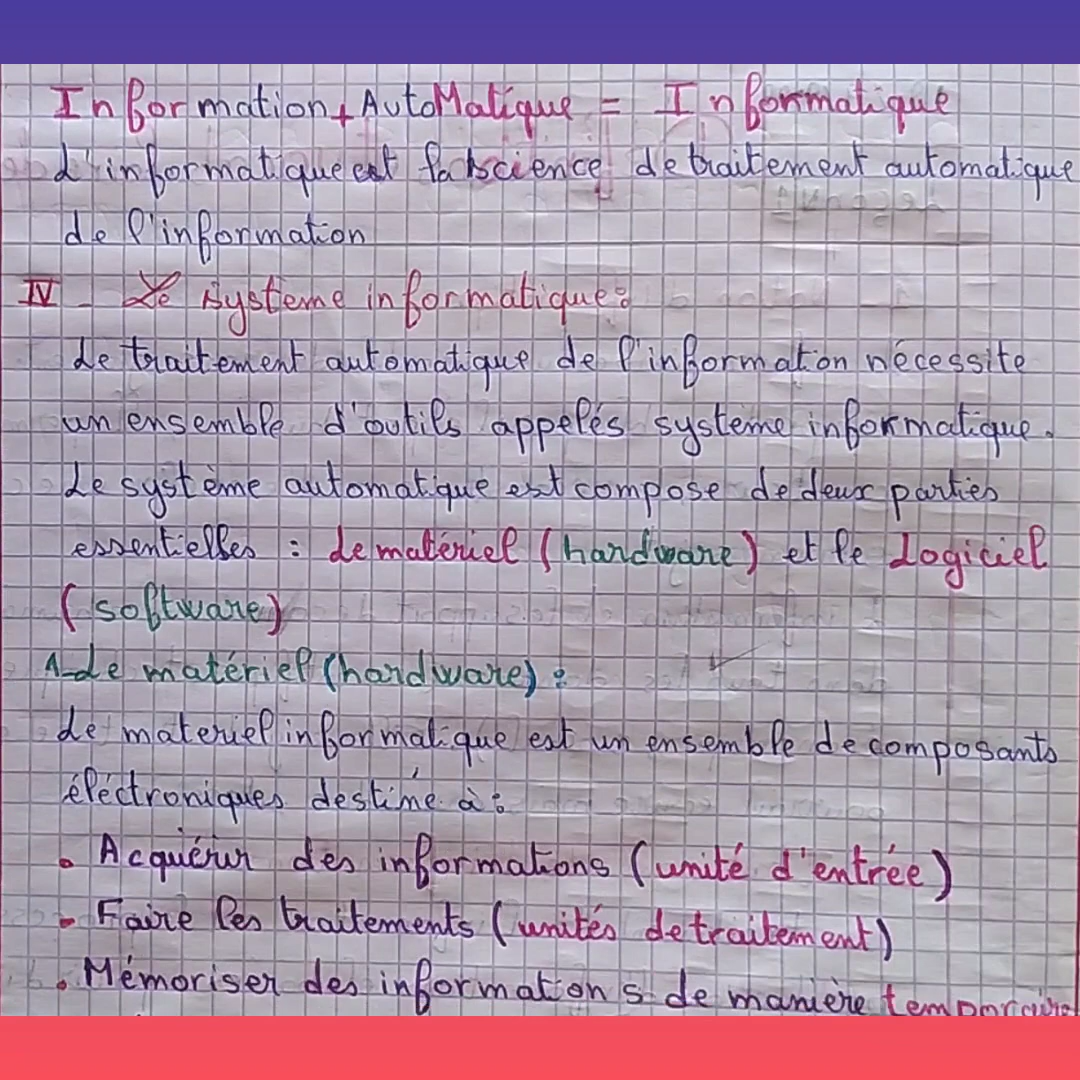 Information + AutoMatique = Informatique
L'informatique est la science de traitement automatique
de l'information
IV - Le système informatique:
Le traitement automatique de l'information nécessite
un ensemble d'outils appelés système informatique.
Le système automatique est compose de deux parties
essentielles : Le matériel (hardware) et le Logiciel
(software)
1-Le matériel (hardware) :
Le materiel informatique est un ensemble de composants
éléctroniques destiné à :
• Acquérir des informations (unité d'entrée)
• Faire les traitements (unités de traitement)
• Mémoriser des informations de manière temporaire